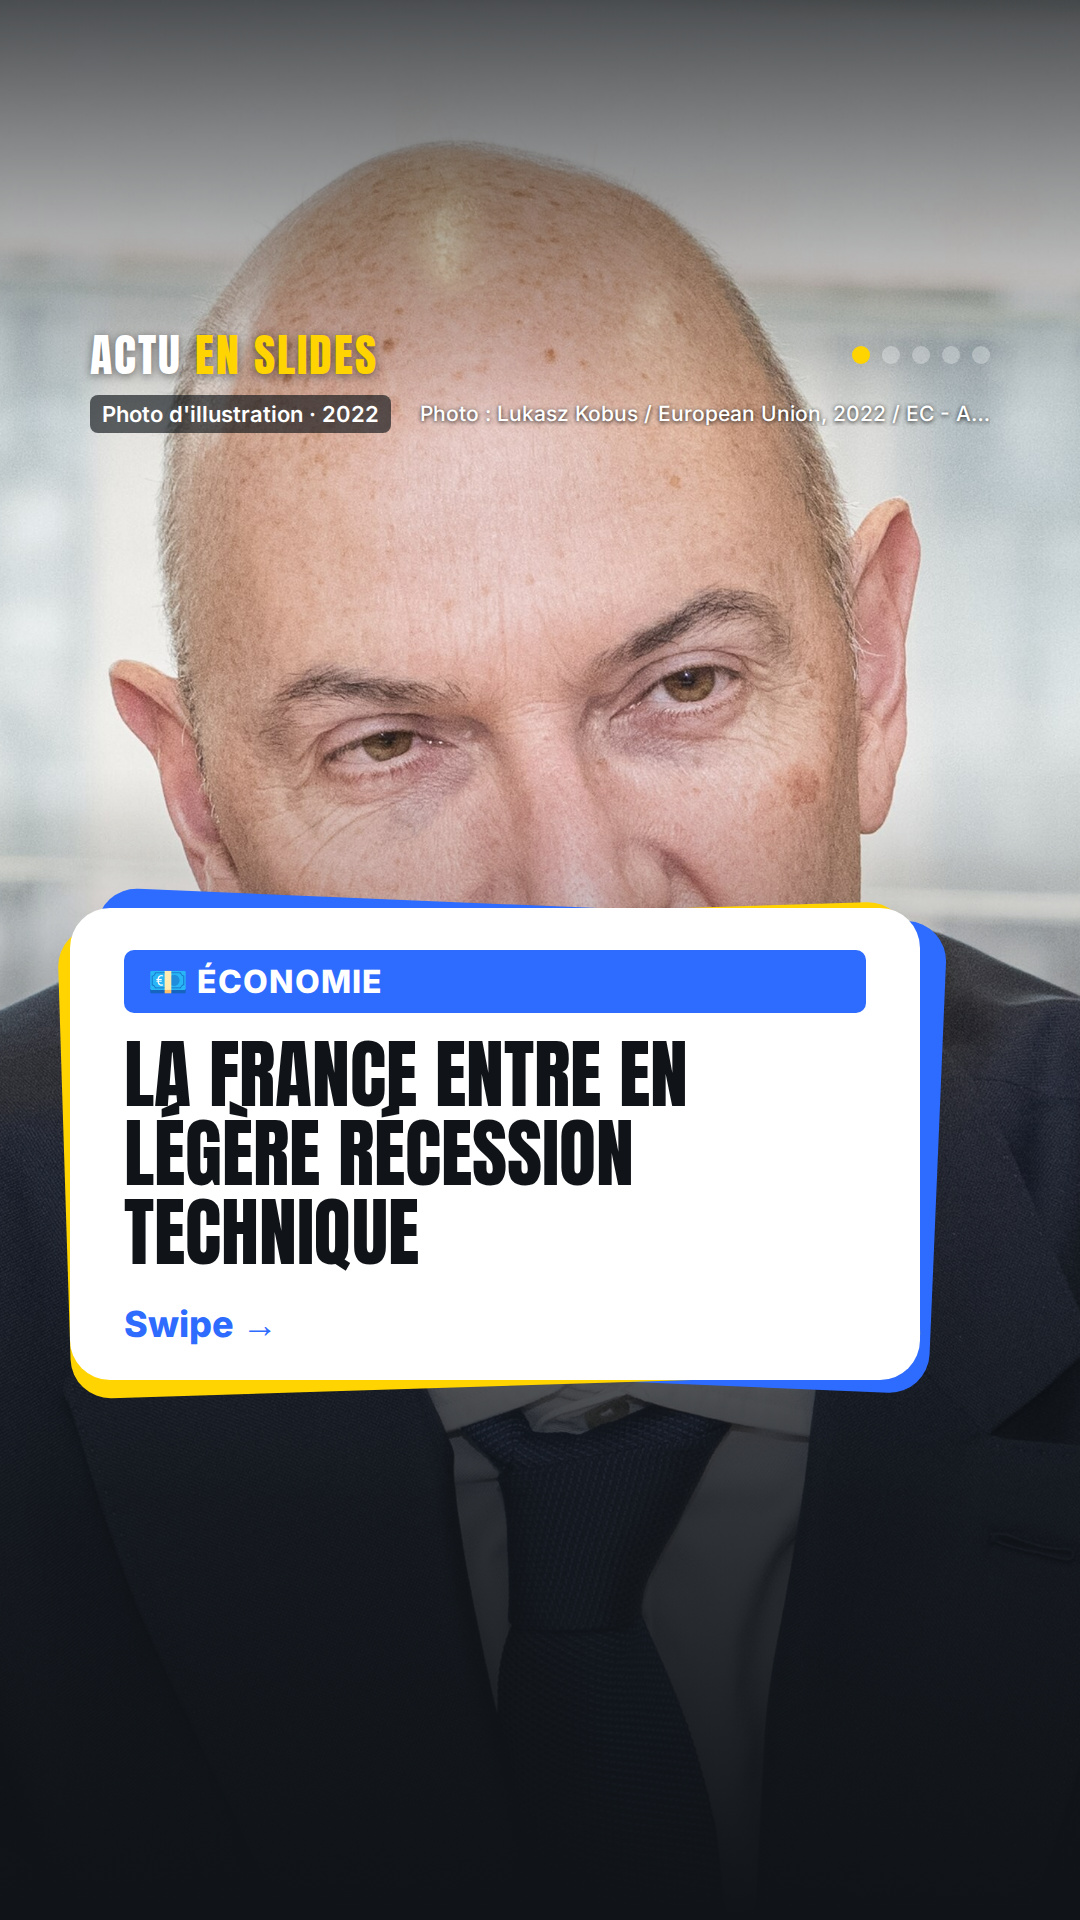 ACTU EN SLIDES
Photo d'illustration · 2022
Photo : Lukasz Kobus / European Union, 2022 / EC - A...
💶 ÉCONOMIE
LA FRANCE ENTRE EN
LÉGÈRE RÉCESSION
TECHNIQUE
Swipe →